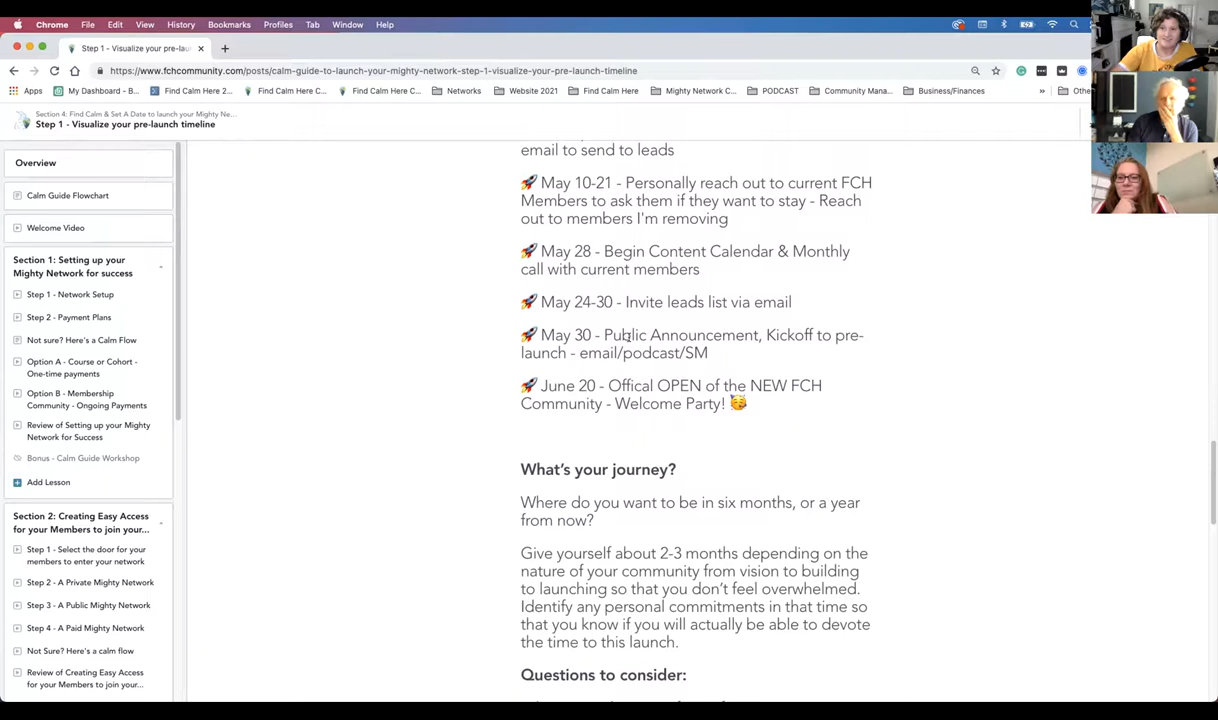 Chrome File Edit View History Bookmarks Profiles Tab Window Help
Step 1 - Visualize your pre-lau
https://www.fchcommunity.com/posts/calm-guide-to-launch-your-mighty-network-step-1-visualize-your-pre-launch-timeline
Apps My Dashboard - B... Find Calm Here 2... Find Calm Here C... Find Calm Here C... Networks Website 2021 Find Calm Here Mighty Network C... PODCAST Community Mana... Business/Finances » Othe
Section 4: Find Calm & Set A Date to launch your Mighty Ne...
Step 1 - Visualize your pre-launch timeline
Overview
Calm Guide Flowchart
Welcome Video
Section 1: Setting up your
Mighty Network for success
Step 1 - Network Setup
Step 2 - Payment Plans
Not sure? Here's a Calm Flow
Option A - Course or Cohort -
One-time payments
Option B - Membership
Community - Ongoing Payments
Review of Setting up your Mighty
Network for Success
Bonus - Calm Guide Workshop
Add Lesson
Section 2: Creating Easy Access
for your Members to join your...
Step 1 - Select the door for your
members to enter your network
Step 2 - A Private Mighty Network
Step 3 - A Public Mighty Network
Step 4 - A Paid Mighty Network
Not Sure? Here's a calm flow
Review of Creating Easy Access
for your Members to join your...
email to send to leads
🚀 May 10-21 - Personally reach out to current FCH
Members to ask them if they want to stay - Reach
out to members I'm removing
🚀 May 28 - Begin Content Calendar & Monthly
call with current members
🚀 May 24-30 - Invite leads list via email
🚀 May 30 - Public Announcement, Kickoff to pre-
launch - email/podcast/SM
🚀 June 20 - Offical OPEN of the NEW FCH
Community - Welcome Party! 🥳
What's your journey?
Where do you want to be in six months, or a year
from now?
Give yourself about 2-3 months depending on the
nature of your community from vision to building
to launching so that you don't feel overwhelmed.
Identify any personal commitments in that time so
that you know if you will actually be able to devote
the time to this launch.
Questions to consider: